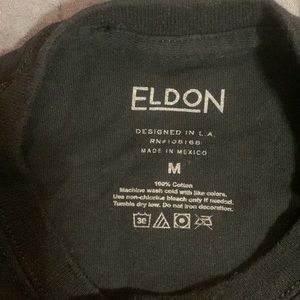 ELDON
DESIGNED IN L.A.
RN#108168
MADE IN MEXICO
M
100% Cotton
Machine wash cold with like colors.
Use non-chlorine bleach only if needed.
Tumble dry low. Do not iron decoration.
30